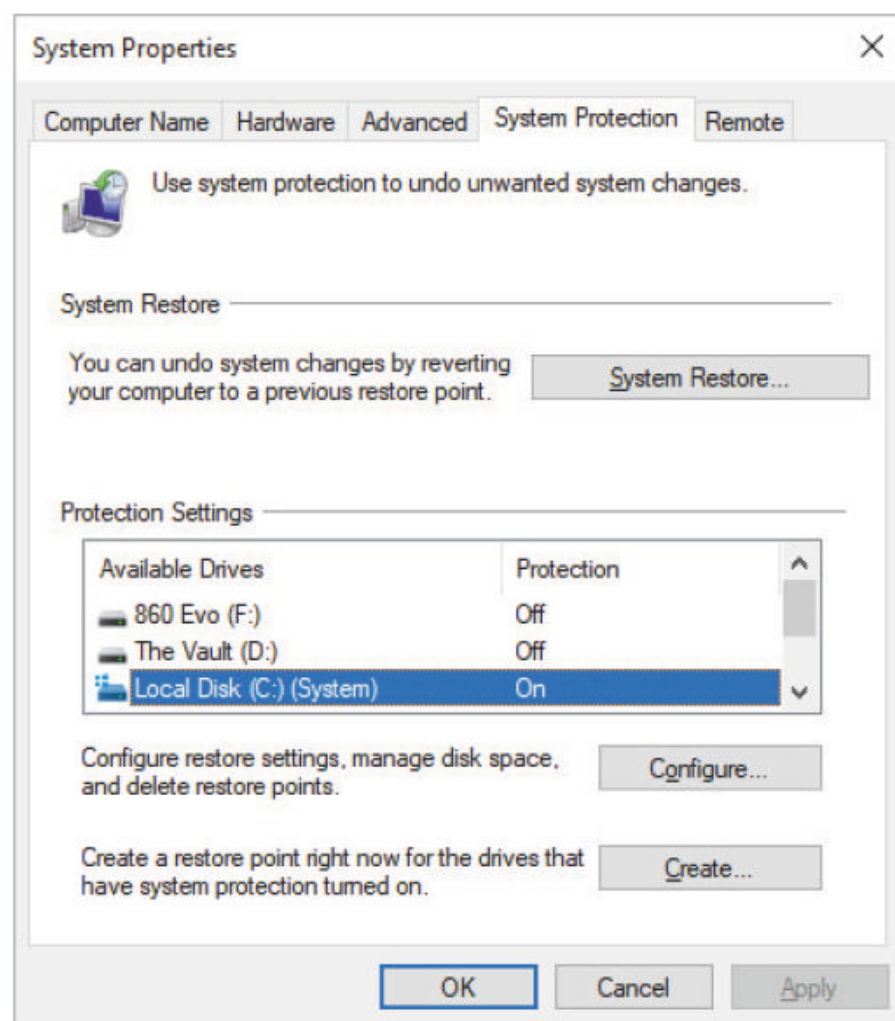 System Properties
Computer Name Hardware Advanced System Protection Remote
Use system protection to undo unwanted system changes.
System Restore
You can undo system changes by reverting
your computer to a previous restore point.
System Restore...
Protection Settings
Available Drives Protection
860 Evo (F:) Off
The Vault (D:) Off
Local Disk (C:) (System) On
Configure restore settings, manage disk space,
and delete restore points.
Configure...
Create a restore point right now for the drives that
have system protection turned on.
Create...
OK Cancel Apply